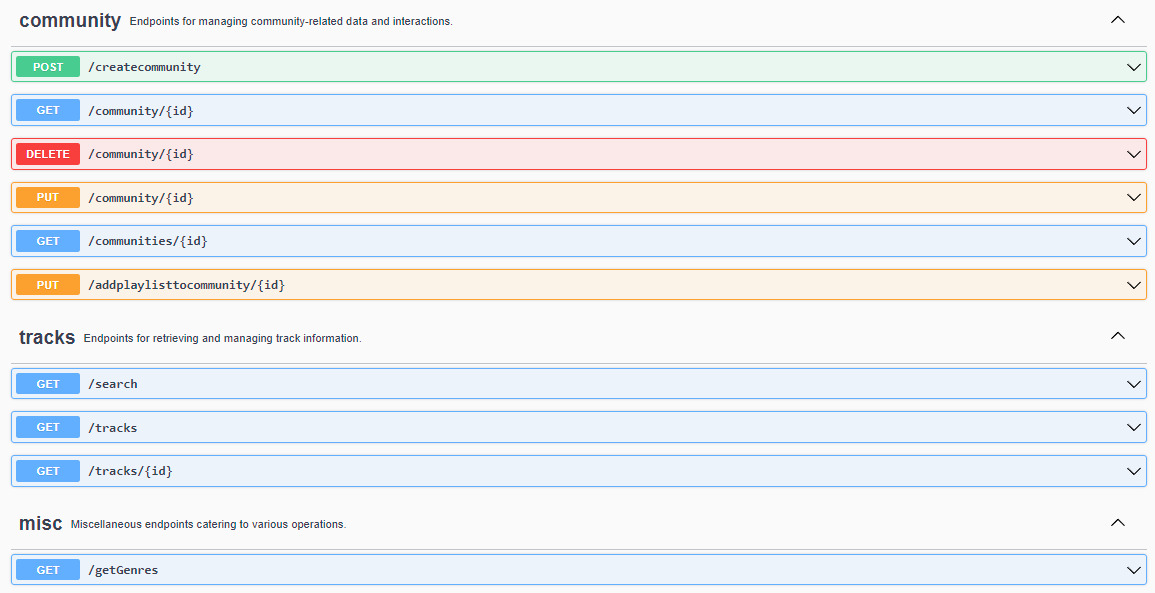 community Endpoints for managing community-related data and interactions.
POST /createcommunity
GET /community/{id}
DELETE /community/{id}
PUT /community/{id}
GET /communities/{id}
PUT /addplaylisttocommunity/{id}
tracks Endpoints for retrieving and managing track information.
GET /search
GET /tracks
GET /tracks/{id}
misc Miscellaneous endpoints catering to various operations.
GET /getGenres